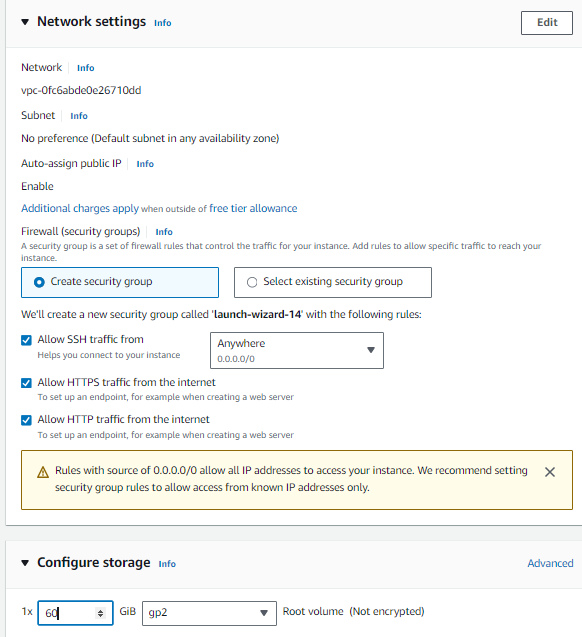 Network settings Info
Edit
Network Info
vpc-0fc6abde0e26710dd
Subnet Info
No preference (Default subnet in any availability zone)
Auto-assign public IP Info
Enable
Additional charges apply when outside of free tier allowance
Firewall (security groups) Info
A security group is a set of firewall rules that control the traffic for your instance. Add rules to allow specific traffic to reach your
instance.
Create security group
Select existing security group
We'll create a new security group called 'launch-wizard-14' with the following rules:
Allow SSH traffic from
Helps you connect to your instance
Anywhere
0.0.0.0/0
Allow HTTPS traffic from the internet
To set up an endpoint, for example when creating a web server
Allow HTTP traffic from the internet
To set up an endpoint, for example when creating a web server
Rules with source of 0.0.0.0/0 allow all IP addresses to access your instance. We recommend setting
security group rules to allow access from known IP addresses only.
Configure storage Info
Advanced
1x 60 GiB gp2 Root volume (Not encrypted)